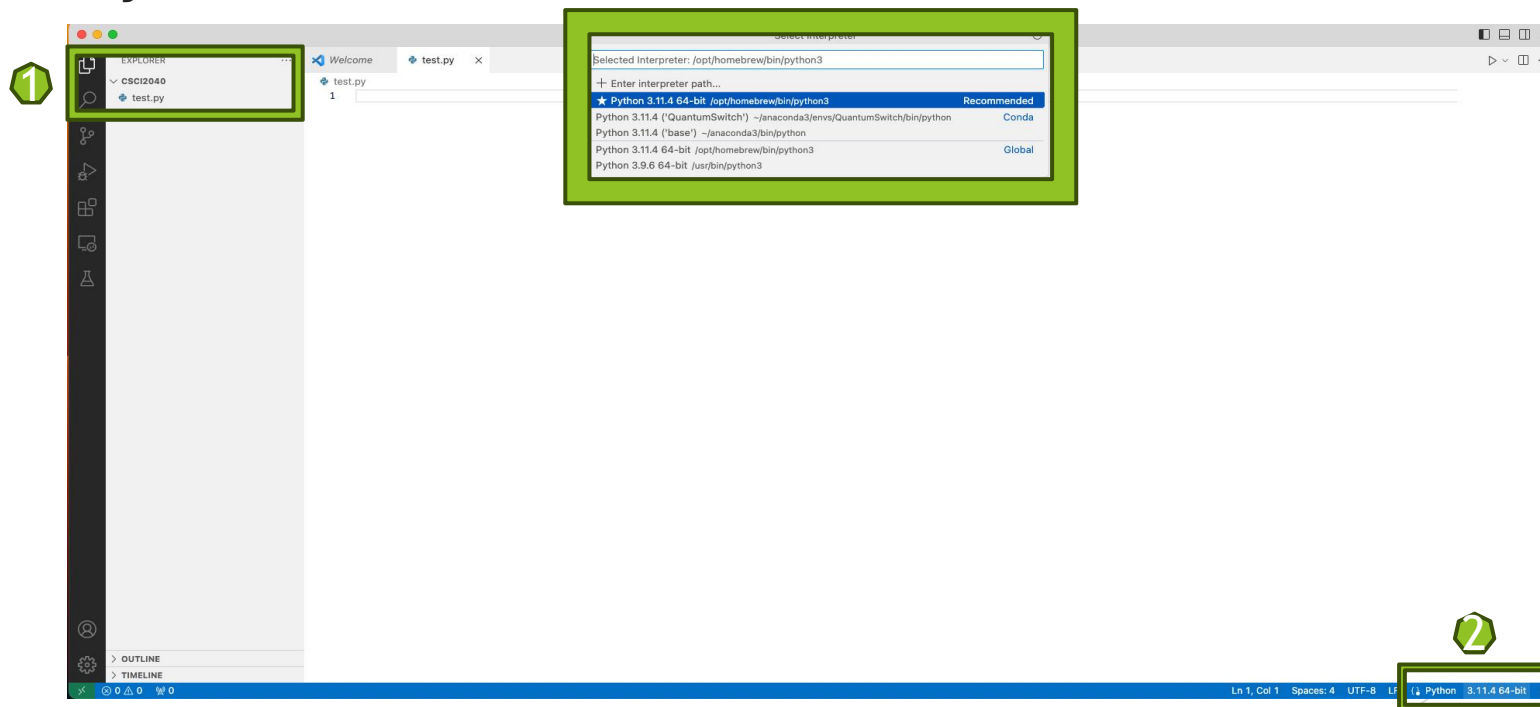 Select Interpreter
EXPLORER ...
CSCI2040
test.py
Welcome
test.py
test.py
1
Selected Interpreter: /opt/homebrew/bin/python3
+ Enter interpreter path...
★ Python 3.11.4 64-bit /opt/homebrew/bin/python3 Recommended
Python 3.11.4 ('QuantumSwitch') ~/anaconda3/envs/QuantumSwitch/bin/python Conda
Python 3.11.4 ('base') ~/anaconda3/bin/python
Python 3.11.4 64-bit /opt/homebrew/bin/python3 Global
Python 3.9.6 64-bit /usr/bin/python3
1
2
> OUTLINE
> TIMELINE
0 0 0
Ln 1, Col 1 Spaces: 4 UTF-8 LF Python 3.11.4 64-bit